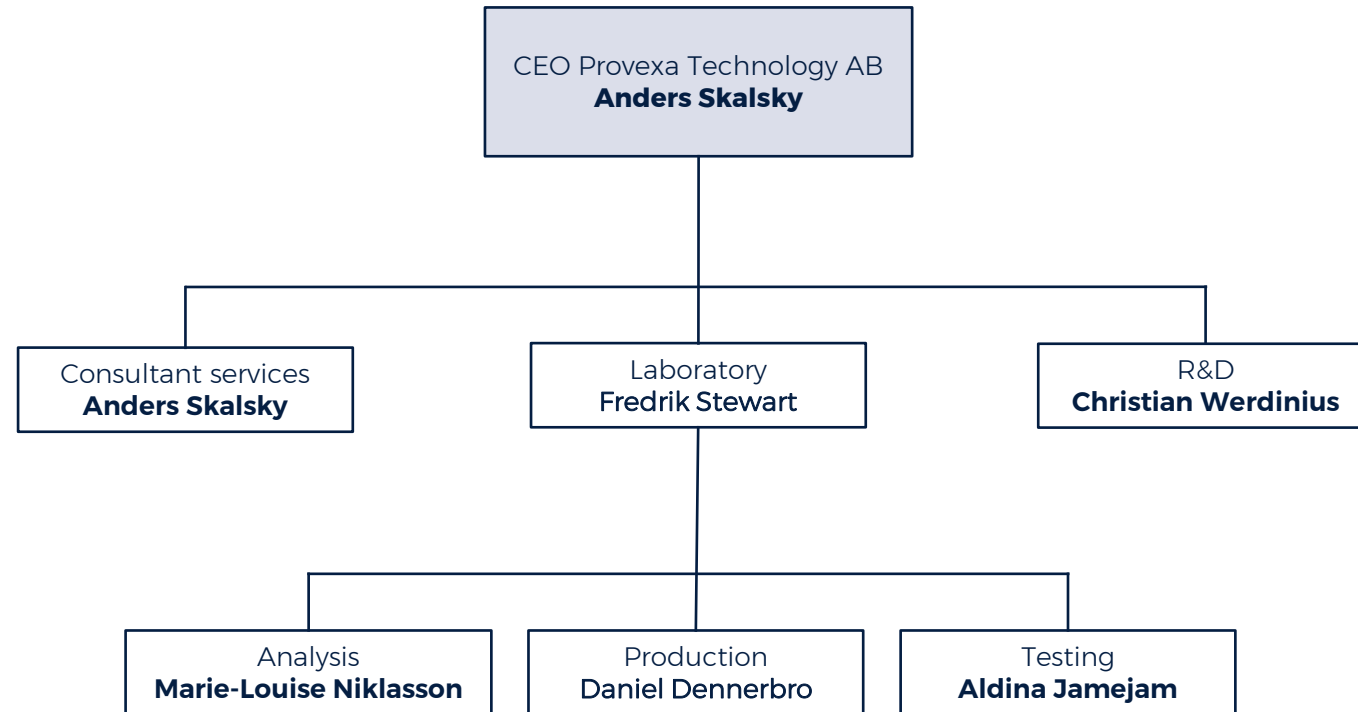 CEO Provexa Technology AB
Anders Skalsky
Consultant services
Anders Skalsky
Laboratory
Fredrik Stewart
R&D
Christian Werdinius
Analysis
Marie-Louise Niklasson
Production
Daniel Dennerbro
Testing
Aldina Jamejam